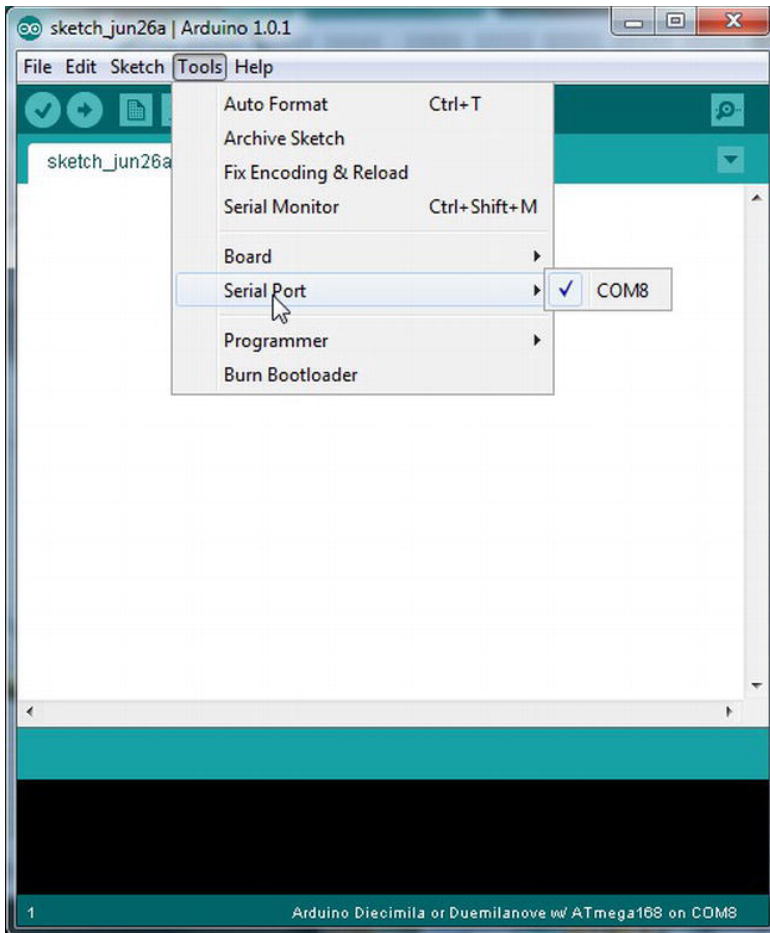 sketch_jun26a | Arduino 1.0.1
File Edit Sketch Tools Help
sketch_jun26a
Auto Format Ctrl+T
Archive Sketch
Fix Encoding & Reload
Serial Monitor Ctrl+Shift+M
Board
Serial Port
COM8
Programmer
Burn Bootloader
1 Arduino Diecimila or Duemilanove w/ ATmega168 on COM8